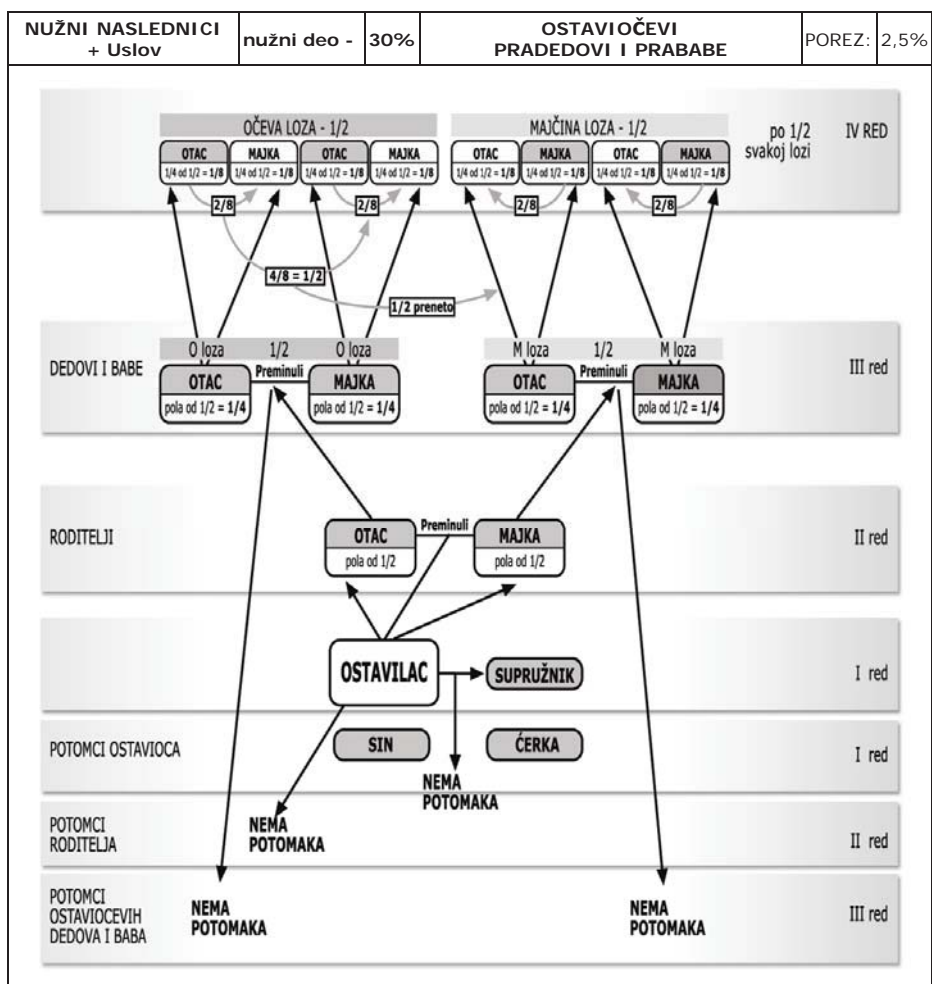 NUŽNI NASLEDNICI
+ Uslov
nužni deo -
30%
OSTAVIOČEVI
PRADEDOVI I PRABABE
POREZ:
2,5%
OČEVA LOZA - 1/2
MAJČINA LOZA - 1/2
po 1/2
svakoj lozi
IV RED
OTAC
MAJKA
OTAC
MAJKA
OTAC
MAJKA
OTAC
MAJKA
1/4 od 1/2 = 1/8
1/4 od 1/2 = 1/8
1/4 od 1/2 = 1/8
1/4 od 1/2 = 1/8
1/4 od 1/2 = 1/8
1/4 od 1/2 = 1/8
1/4 od 1/2 = 1/8
1/4 od 1/2 = 1/8
2/8
2/8
2/8
2/8
4/8 = 1/2
1/2 preneto
DEDOVI I BABE
O loza
1/2
O loza
M loza
1/2
M loza
III red
OTAC
Preminuli
MAJKA
OTAC
Preminuli
MAJKA
pola od 1/2 = 1/4
pola od 1/2 = 1/4
pola od 1/2 = 1/4
pola od 1/2 = 1/4
RODITELJI
OTAC
Preminuli
MAJKA
II red
pola od 1/2
pola od 1/2
OSTAVILAC
SUPRUŽNIK
I red
POTOMCI OSTAVIOCA
SIN
ĆERKA
I red
NEMA
POTOMAKA
POTOMCI
RODITELJA
NEMA
POTOMAKA
II red
POTOMCI
OSTAVIOCEVIH
DEDOVA I BABA
NEMA
POTOMAKA
NEMA
POTOMAKA
III red